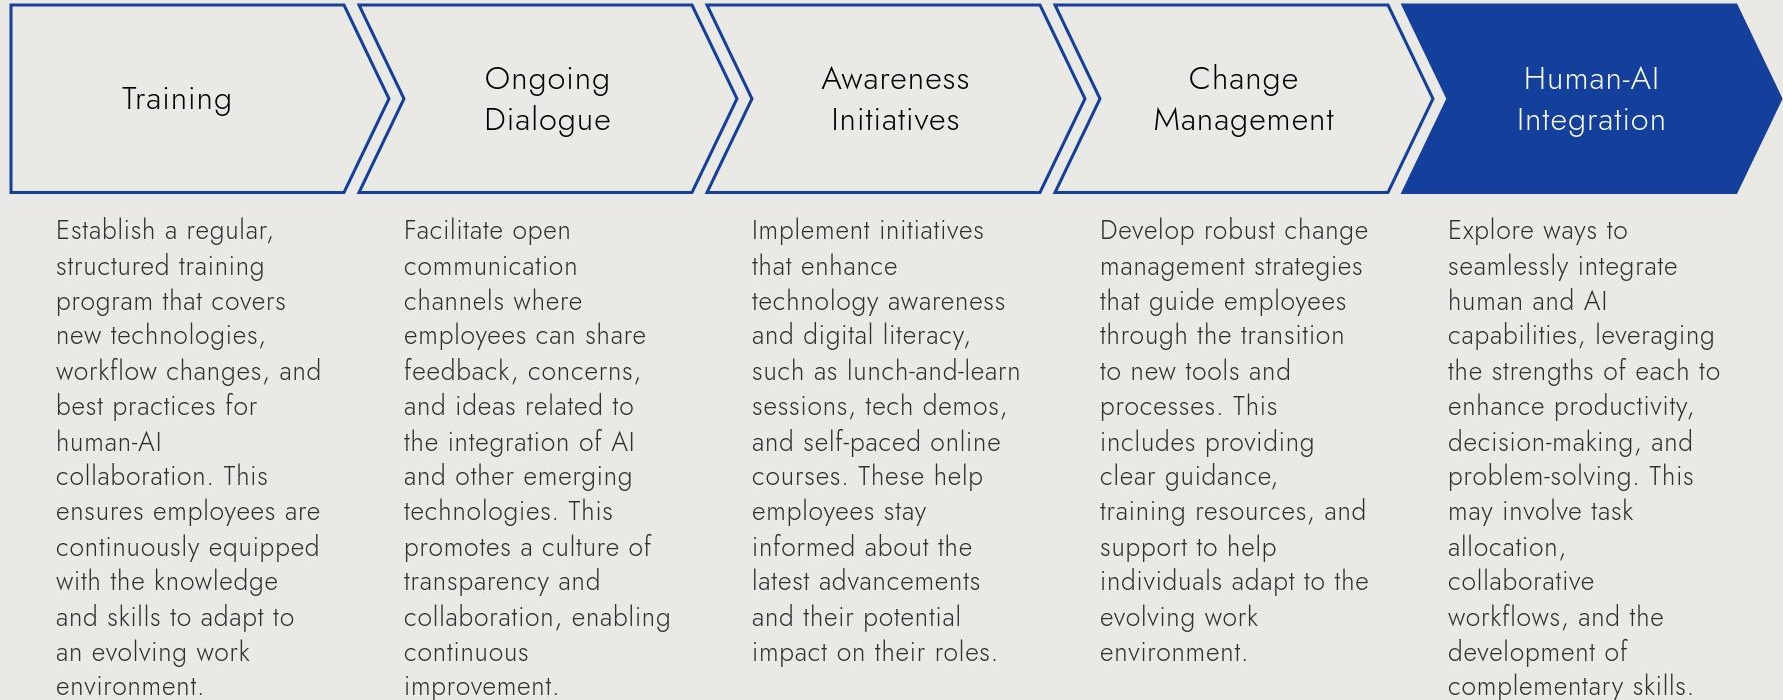 Training
Ongoing
Dialogue
Awareness
Initiatives
Change
Management
Human-AI
Integration
Establish a regular,
structured training
program that covers
new technologies,
workflow changes, and
best practices for
human-AI
collaboration. This
ensures employees are
continuously equipped
with the knowledge
and skills to adapt to
an evolving work
environment.
Facilitate open
communication
channels where
employees can share
feedback, concerns,
and ideas related to
the integration of AI
and other emerging
technologies. This
promotes a culture of
transparency and
collaboration, enabling
continuous
improvement.
Implement initiatives
that enhance
technology awareness
and digital literacy,
such as lunch-and-learn
sessions, tech demos,
and self-paced online
courses. These help
employees stay
informed about the
latest advancements
and their potential
impact on their roles.
Develop robust change
management strategies
that guide employees
through the transition
to new tools and
processes. This
includes providing
clear guidance,
training resources, and
support to help
individuals adapt to the
evolving work
environment.
Explore ways to
seamlessly integrate
human and AI
capabilities, leveraging
the strengths of each to
enhance productivity,
decision-making, and
problem-solving. This
may involve task
allocation,
collaborative
workflows, and the
development of
complementary skills.